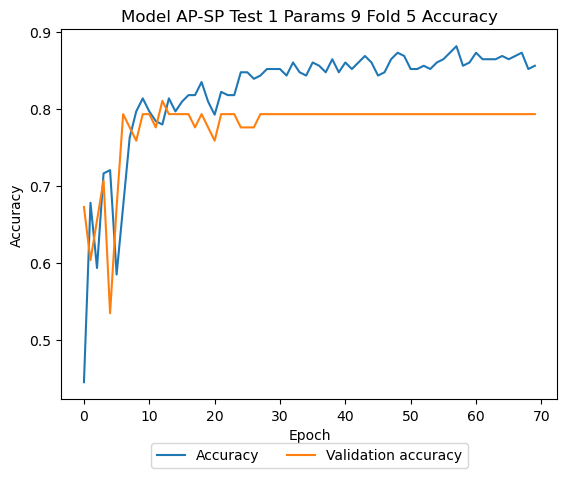 Model AP-SP Test 1 Params 9 Fold 5 Accuracy
0.9
0.8
0.7
0.6
0.5
Accuracy
0 10 20 30 40 50 60 70
Epoch
Accuracy Validation accuracy